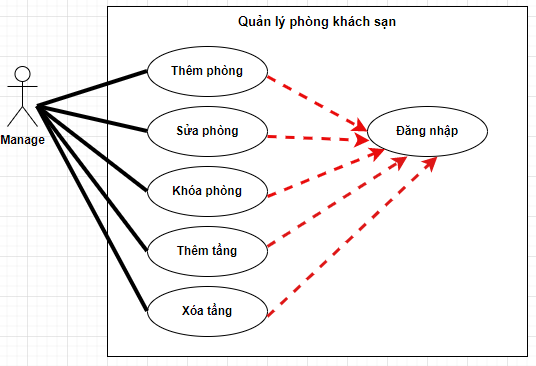 Quản lý phòng khách sạn
Thêm phòng
Sửa phòng
Đăng nhập
Manage
Khóa phòng
Thêm tầng
Xóa tầng